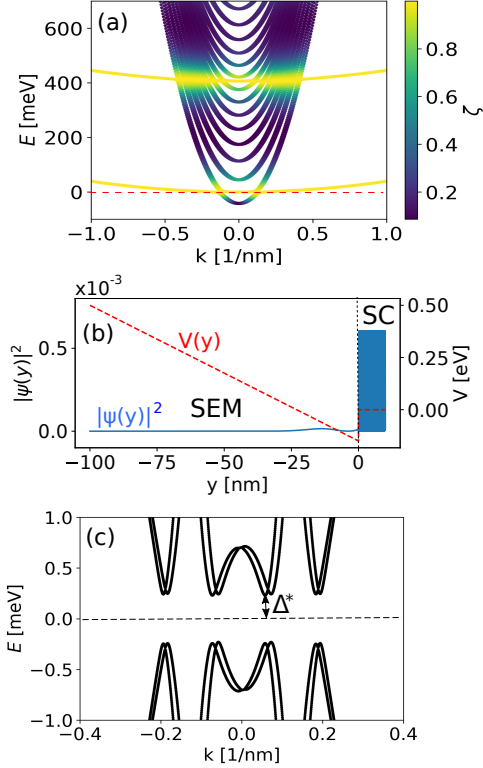 (a)
E [meV]
600
400
200
0
−1.0
−0.5
0.0
0.5
1.0
k [1/nm]
0.8
0.6
0.4
0.2
ζ
x10⁻³
(b)
|ψ(y)|²
0.5
0.0
V(y)
SEM
SC
|ψ(y)|²
0.50
0.25
0.00
V [eV]
−100
−75
−50
−25
0
y [nm]
(c)
E [meV]
1.0
0.5
0.0
−0.5
−1.0
Δ*
−0.4
−0.2
0.0
0.2
0.4
k [1/nm]